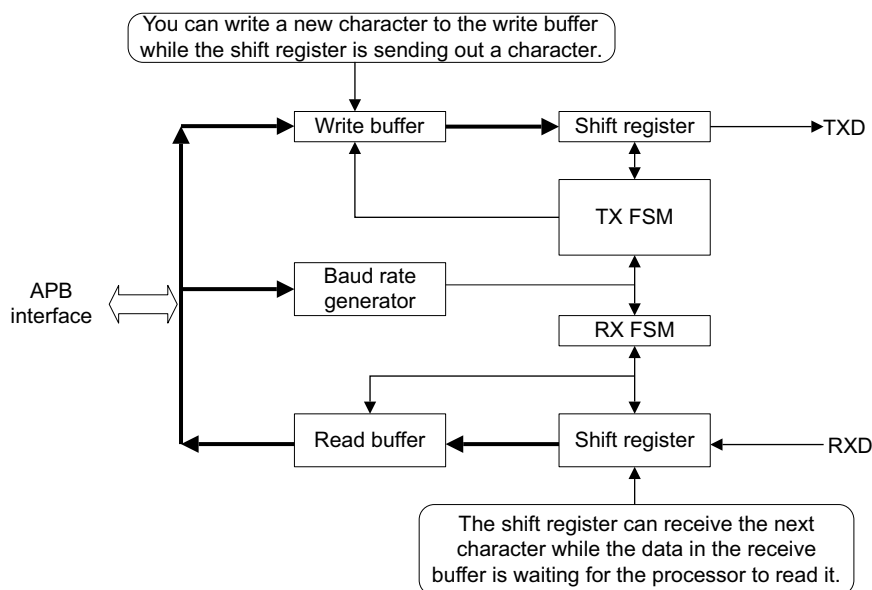 You can write a new character to the write buffer
while the shift register is sending out a character.
Write buffer
Shift register
TXD
TX FSM
Baud rate
generator
APB
interface
RX FSM
Read buffer
Shift register
RXD
The shift register can receive the next
character while the data in the receive
buffer is waiting for the processor to read it.